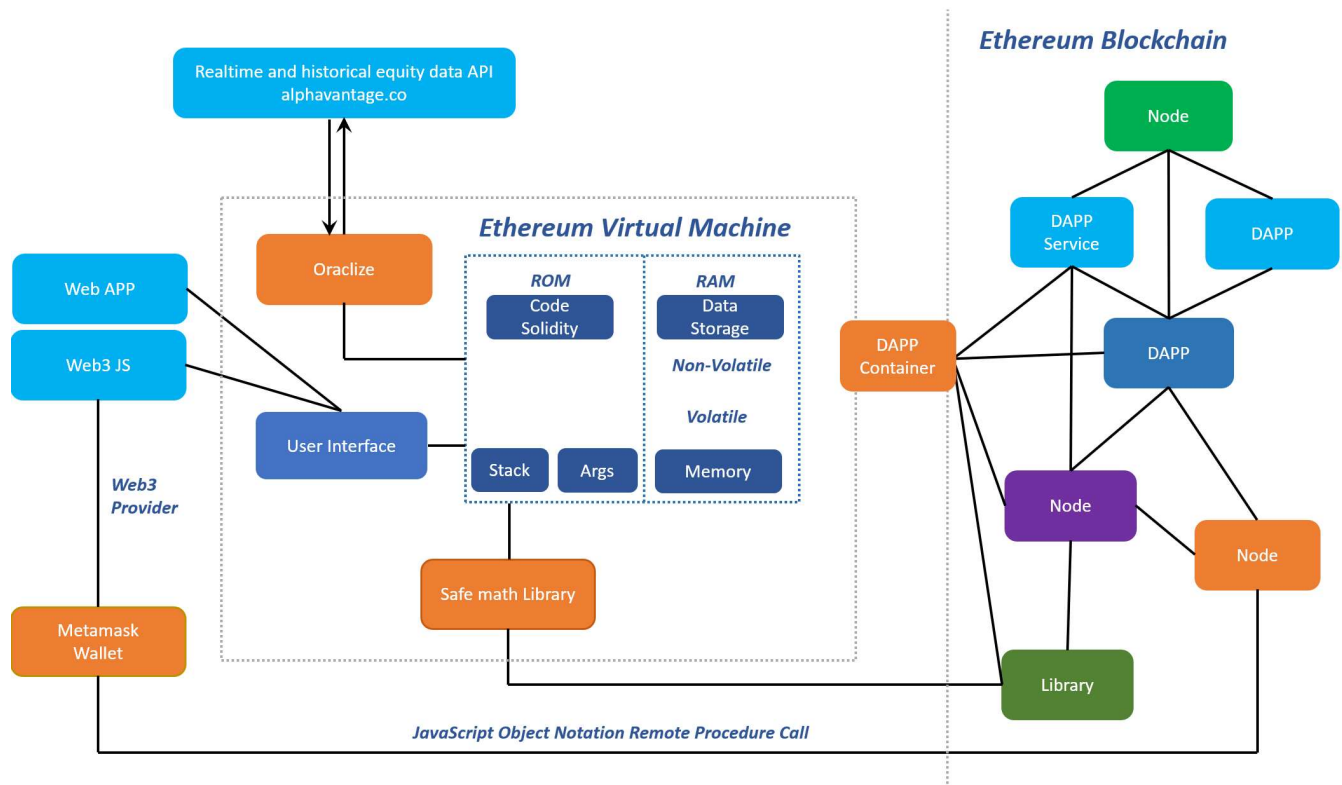 Ethereum Blockchain
Realtime and historical equity data API
alphavantage.co
Node
Ethereum Virtual Machine
DAPP
Service
DAPP
Oraclize
Web APP
ROM
RAM
Code
Solidity
Data
Storage
Web3 JS
DAPP
Container
DAPP
Non-Volatile
Volatile
User Interface
Stack
Args
Memory
Web3
Provider
Node
Node
Safe math Library
Metamask
Wallet
Library
JavaScript Object Notation Remote Procedure Call